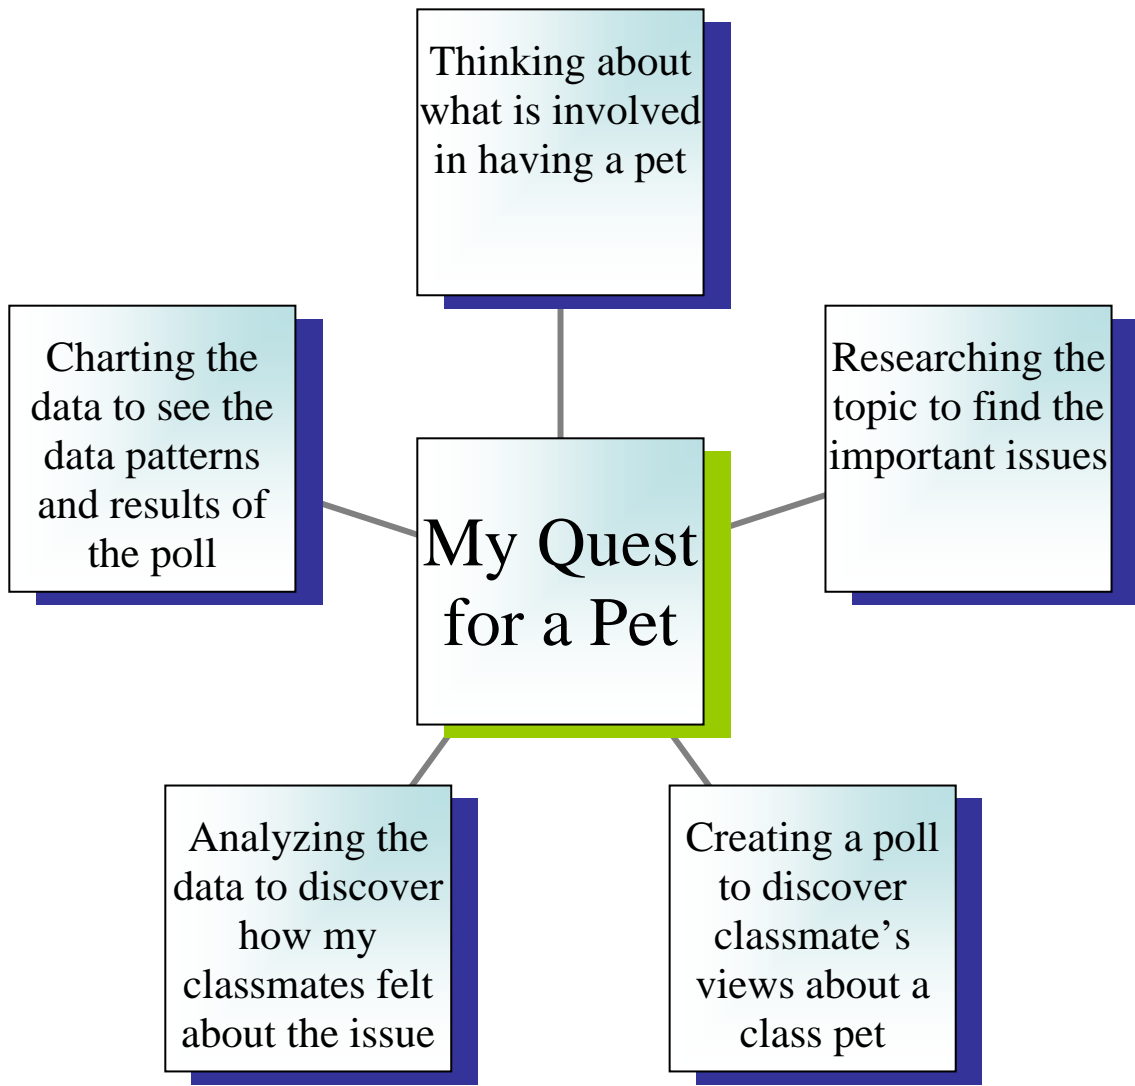 Thinking about
what is involved
in having a pet
Researching the
topic to find the
important issues
Creating a poll
to discover
classmate’s
views about a
class pet
Analyzing the
data to discover
how my
classmates felt
about the issue
Charting the
data to see the
data patterns
and results of
the poll
My Quest
for a Pet